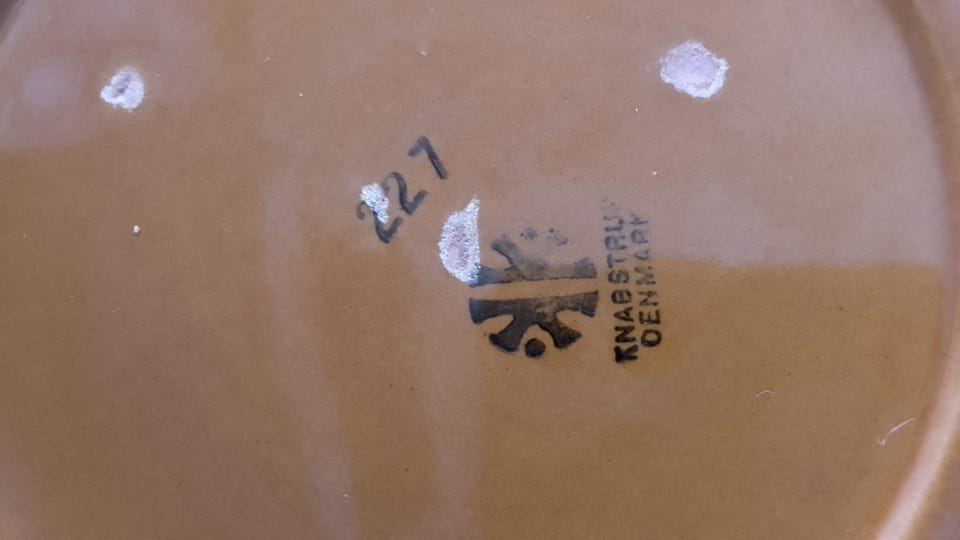 227
KNABSTRUP
DENMARK